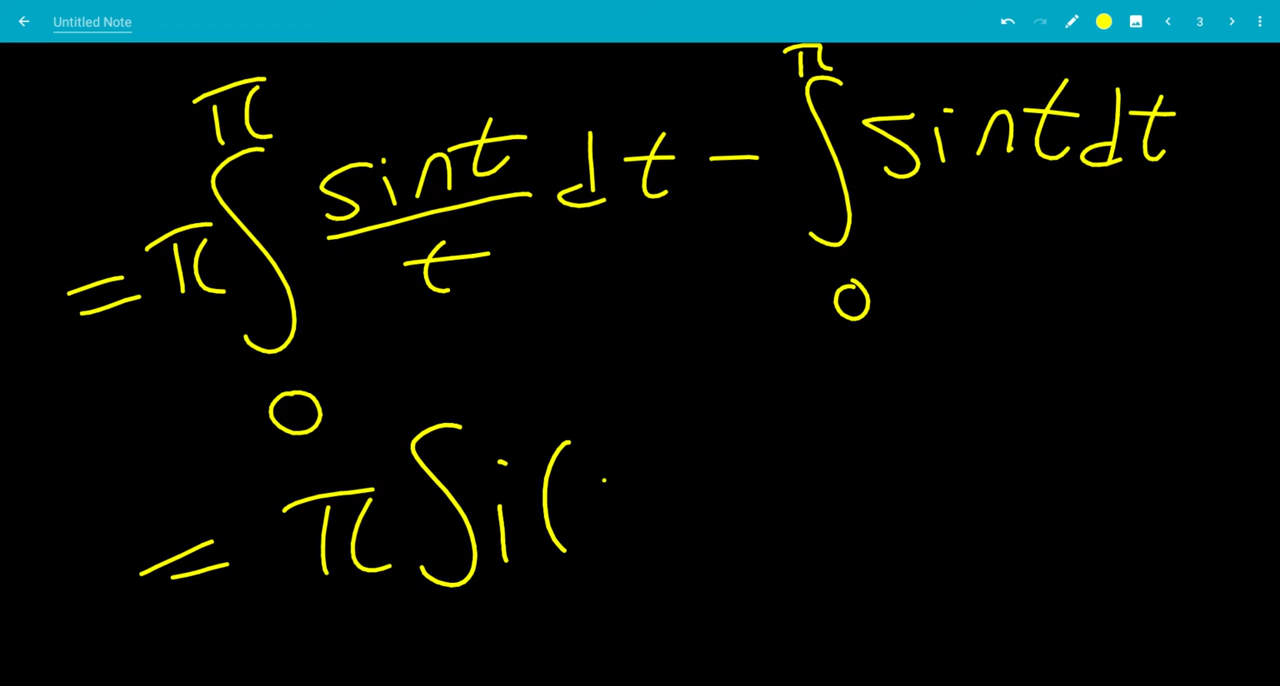 Untitled Note
3
= π ∫₀^π (sin t)/t dt − ∫₀^π sin t dt
= π Si(